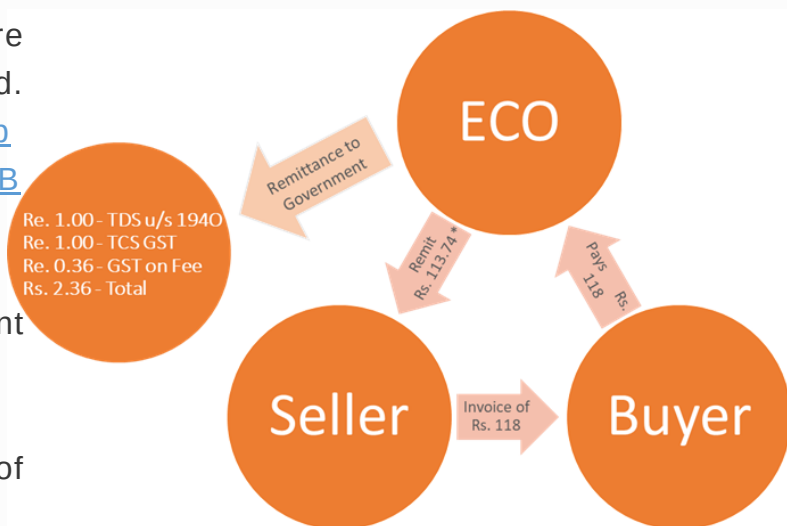 re
d.
p
B
nt
of
ECO
Remittance to
Government
Re. 1.00 - TDS u/s 194O
Re. 1.00 - TCS GST
Re. 0.36 - GST on Fee
Rs. 2.36 - Total
Remit
Rs. 113.74 *
Pays Rs.
118
Seller
Invoice of
Rs. 118
Buyer